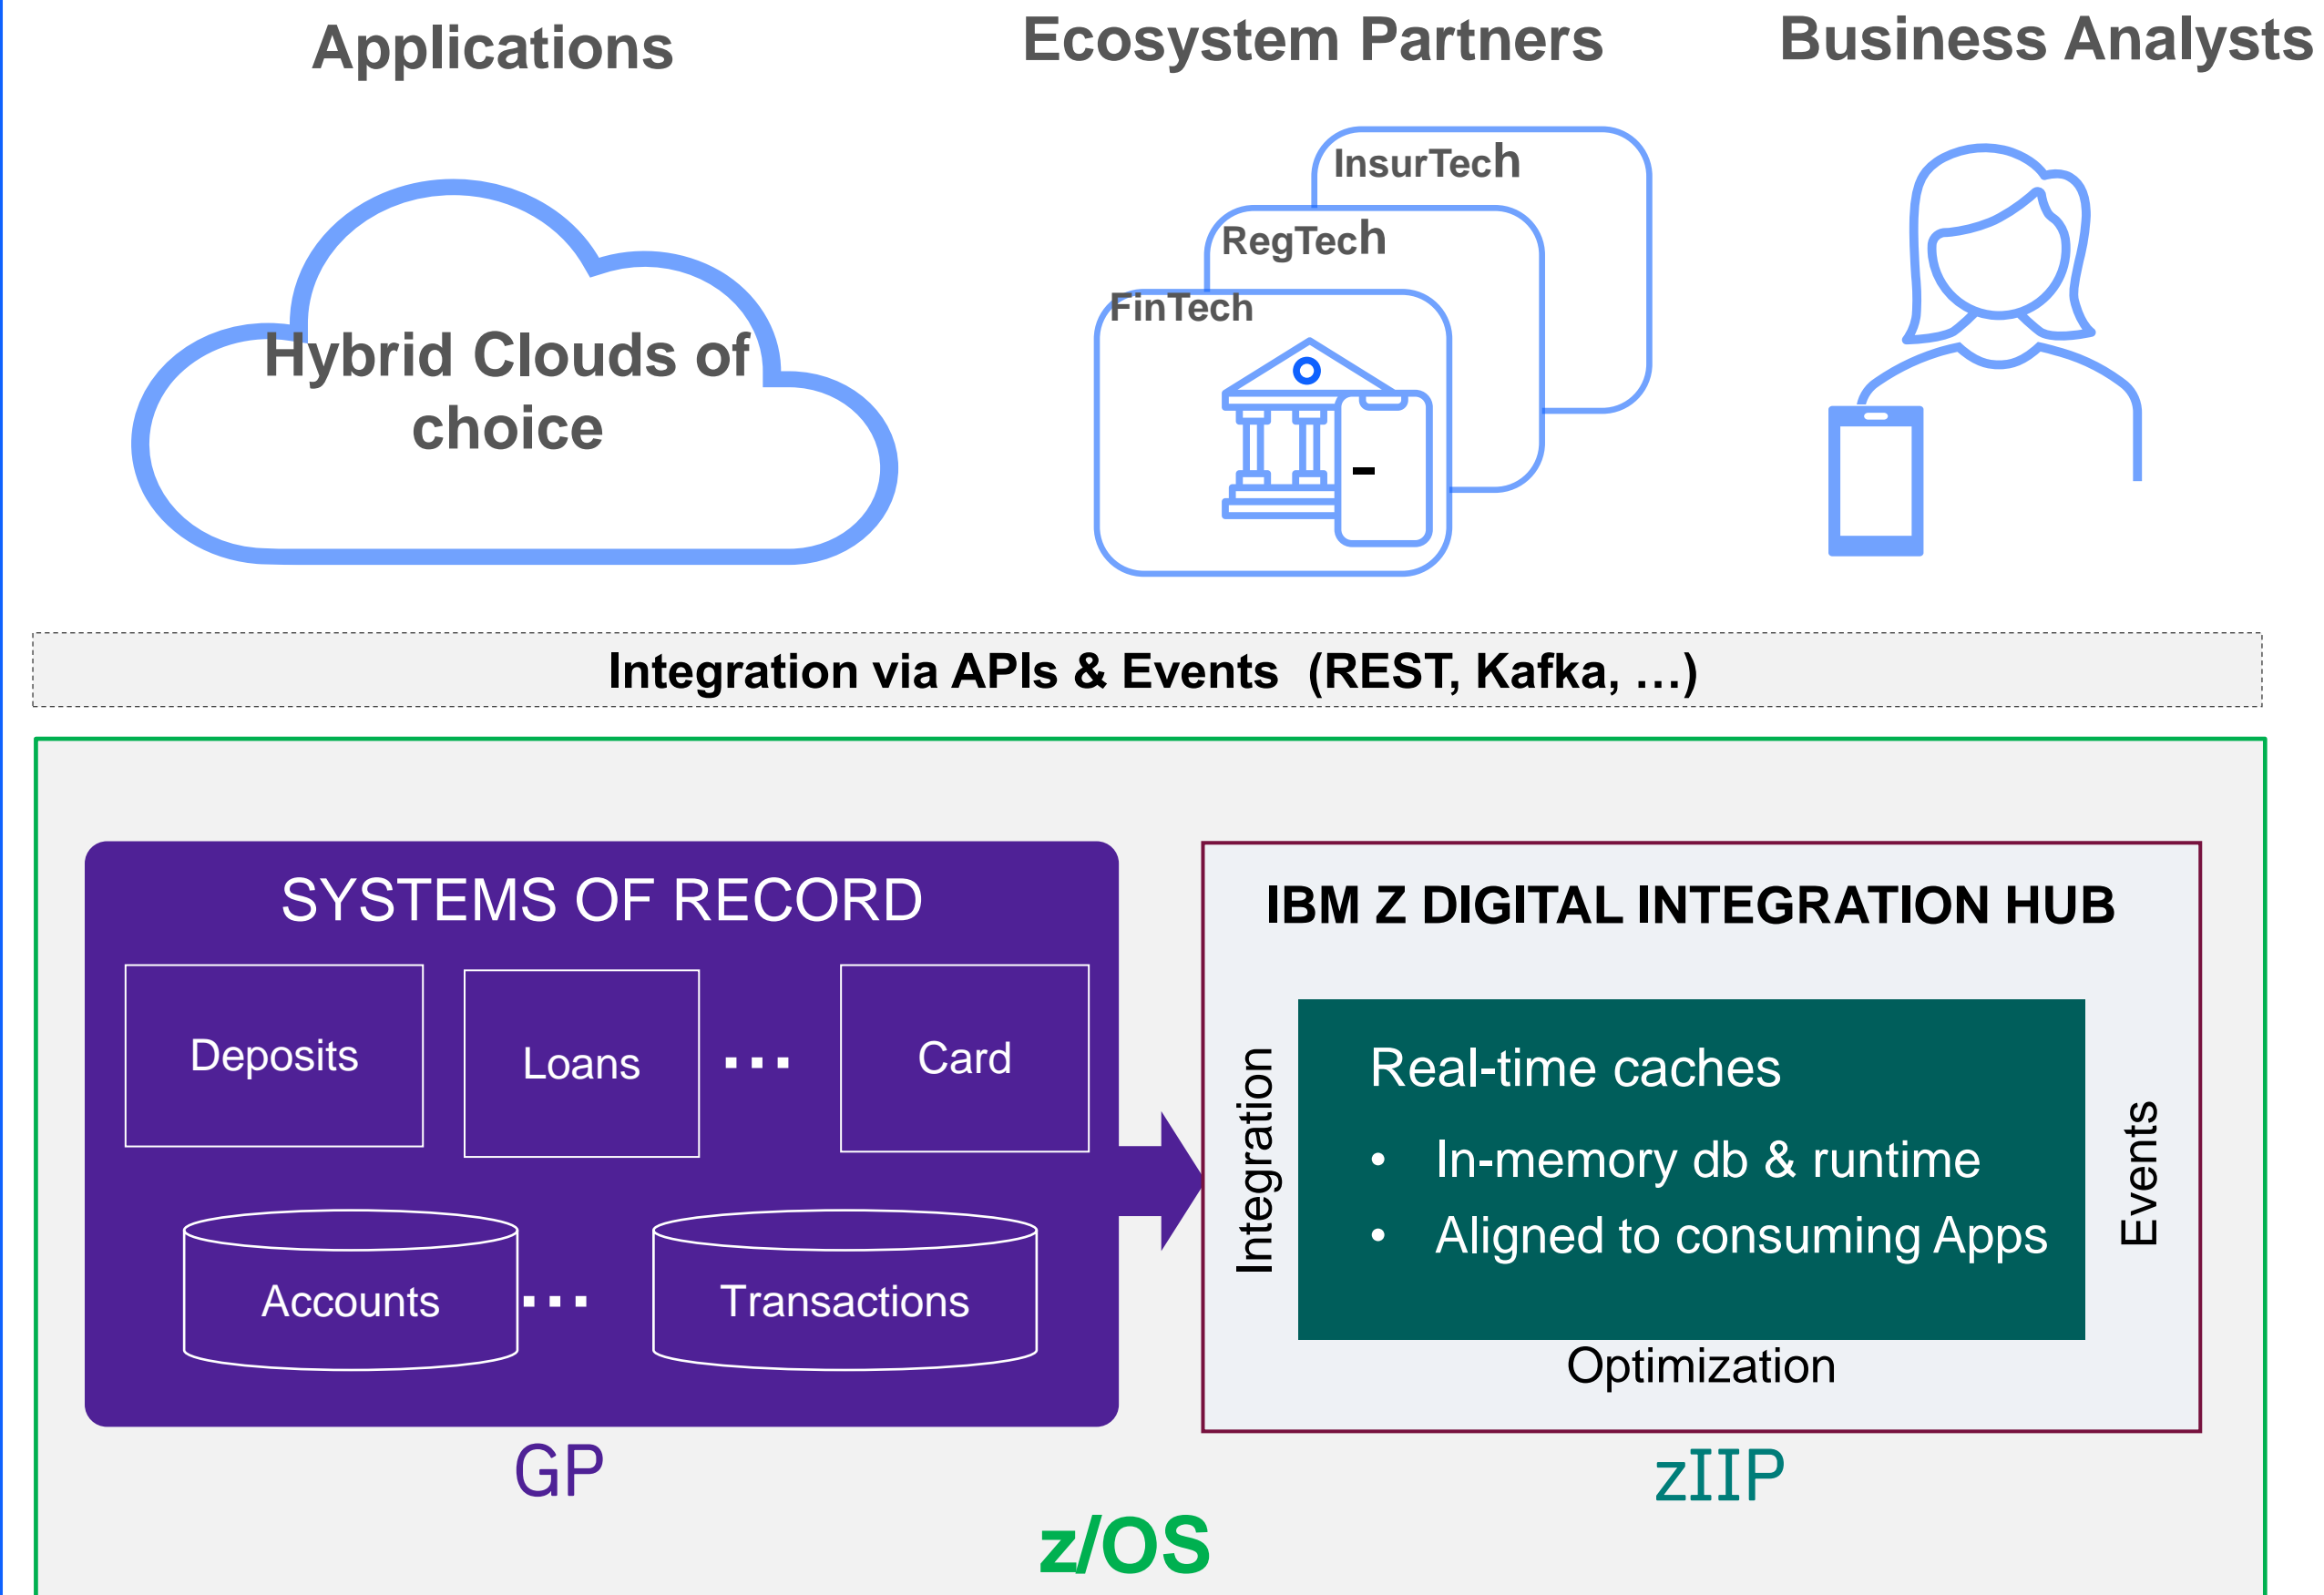 Applications
Ecosystem Partners
Business Analysts
Hybrid Clouds of
choice
InsurTech
RegTech
FinTech
Integration via APIs & Events (REST, Kafka, ...)
SYSTEMS OF RECORD
Deposits
Loans
...
Card
Accounts
...
Transactions
GP
IBM Z DIGITAL INTEGRATION HUB
Integration
Real-time caches
• In-memory db & runtime
• Aligned to consuming Apps
Events
Optimization
zIIP
z/OS